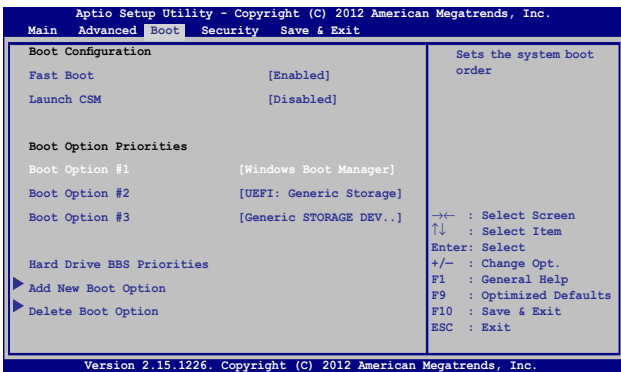 Aptio Setup Utility - Copyright (C) 2012 American Megatrends, Inc.
Main Advanced Boot Security Save & Exit
Boot Configuration
Fast Boot [Enabled]
Launch CSM [Disabled]
Boot Option Priorities
Boot Option #1 [Windows Boot Manager]
Boot Option #2 [UEFI: Generic Storage]
Boot Option #3 [Generic STORAGE DEV..]
Hard Drive BBS Priorities
Add New Boot Option
Delete Boot Option
Sets the system boot
order
→← : Select Screen
↑↓ : Select Item
Enter: Select
+/— : Change Opt.
F1 : General Help
F9 : Optimized Defaults
F10 : Save & Exit
ESC : Exit
Version 2.15.1226. Copyright (C) 2012 American Megatrends, Inc.